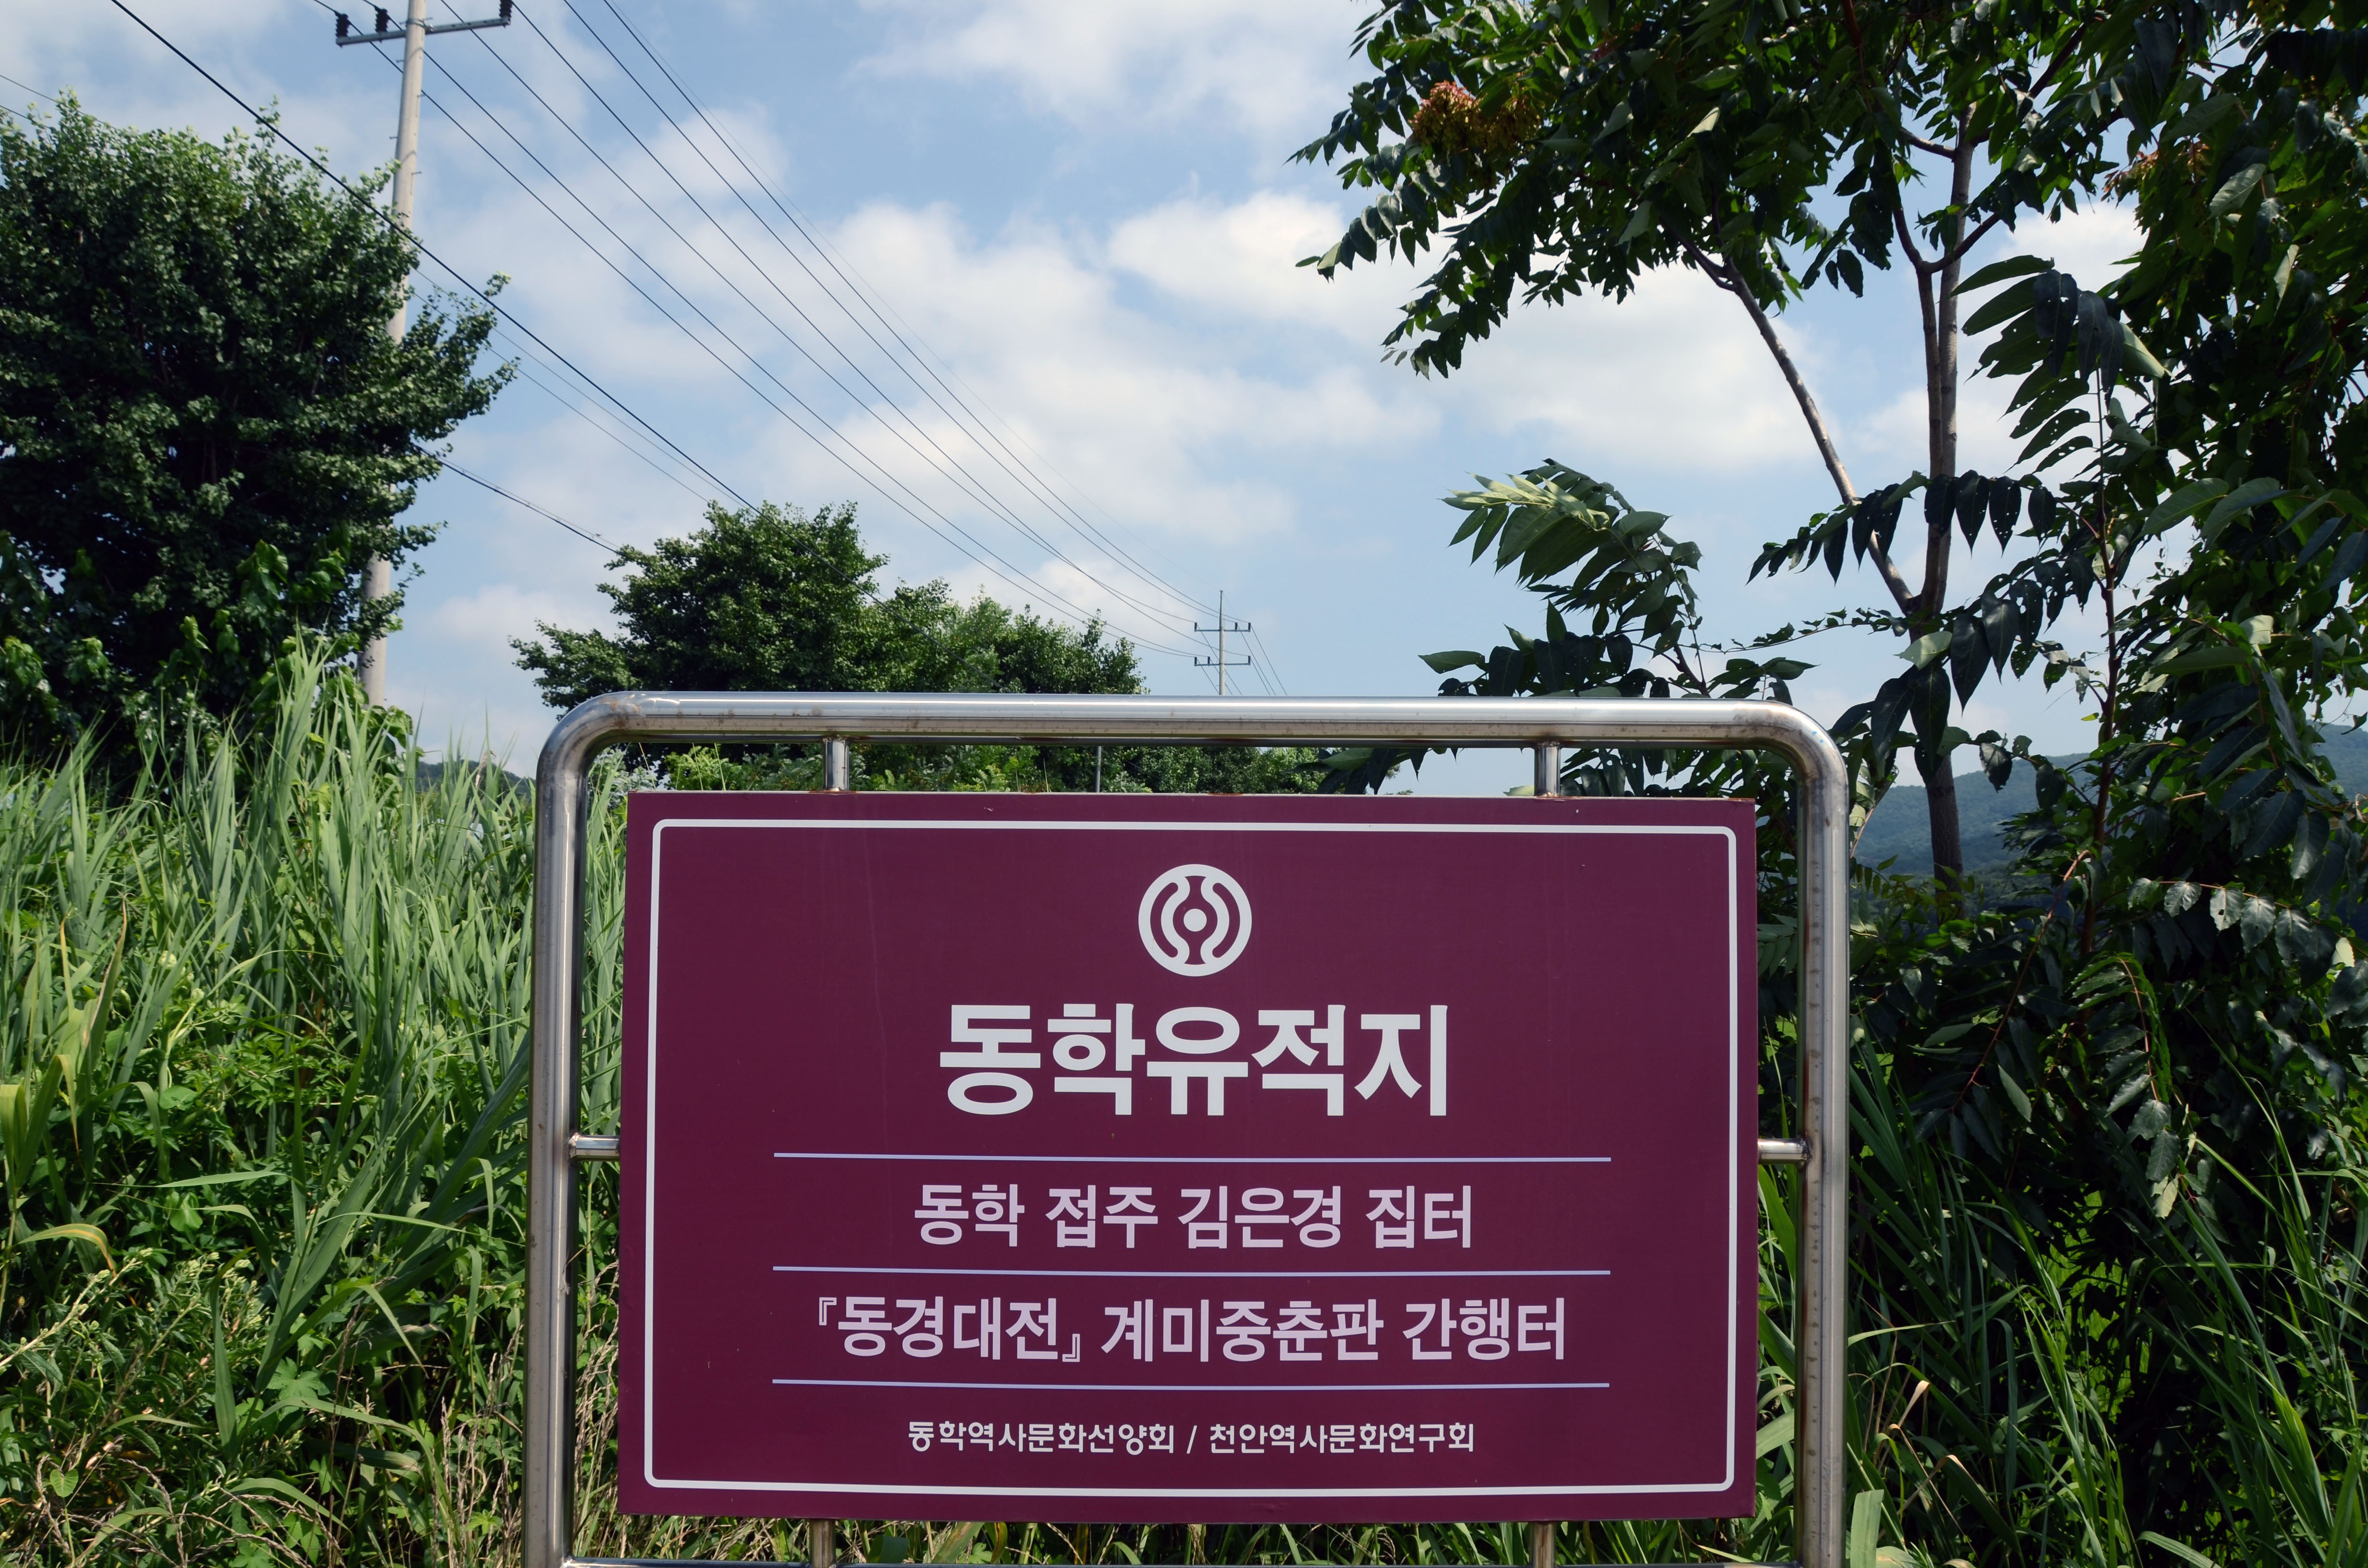 동학유적지
동학 접주 김은경 집터
『동경대전』 계미중춘판 간행터
동학역사문화선양회 / 천안역사문화연구회